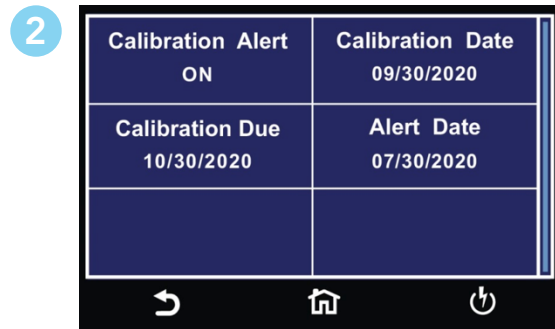 2
Calibration Alert
ON
Calibration Date
09/30/2020
Calibration Due
10/30/2020
Alert Date
07/30/2020